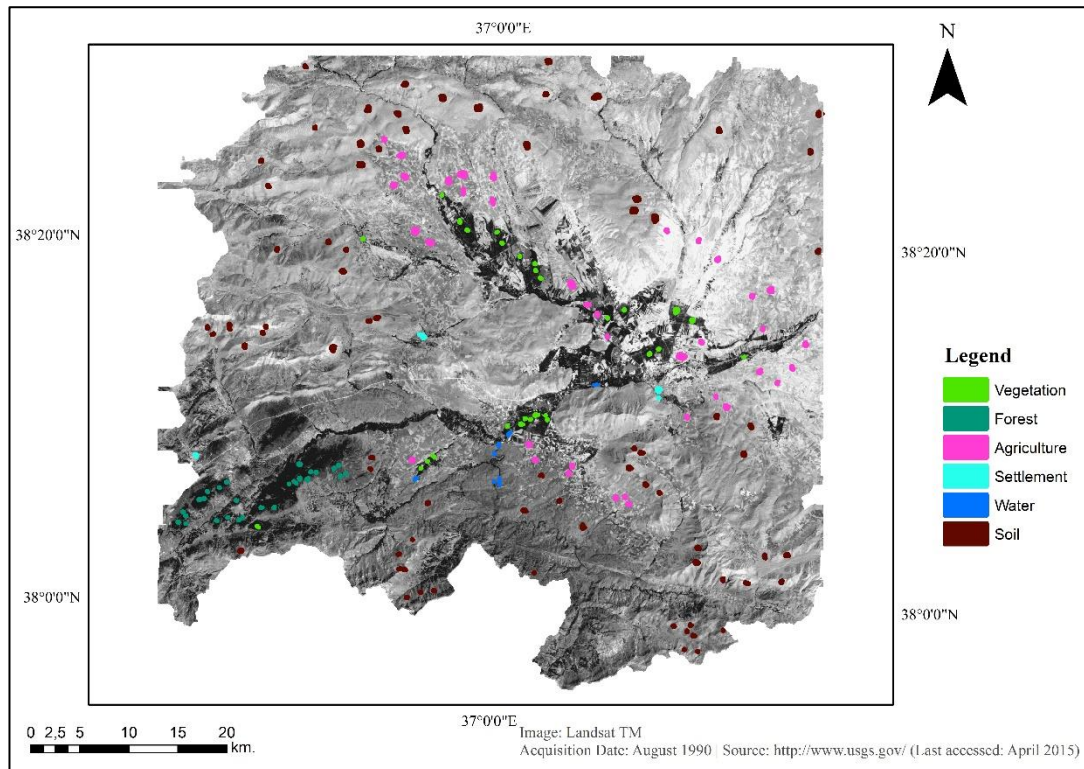 37°0'0"E
N
38°20'0"N
38°20'0"N
Legend
Vegetation
Forest
Agriculture
Settlement
Water
Soil
38°0'0"N
38°0'0"N
37°0'0"E
0 2,5 5 10 15 20
km.
Image: Landsat TM
Acquisition Date: August 1990 | Source: http://www.usgs.gov/ (Last accessed: April 2015)